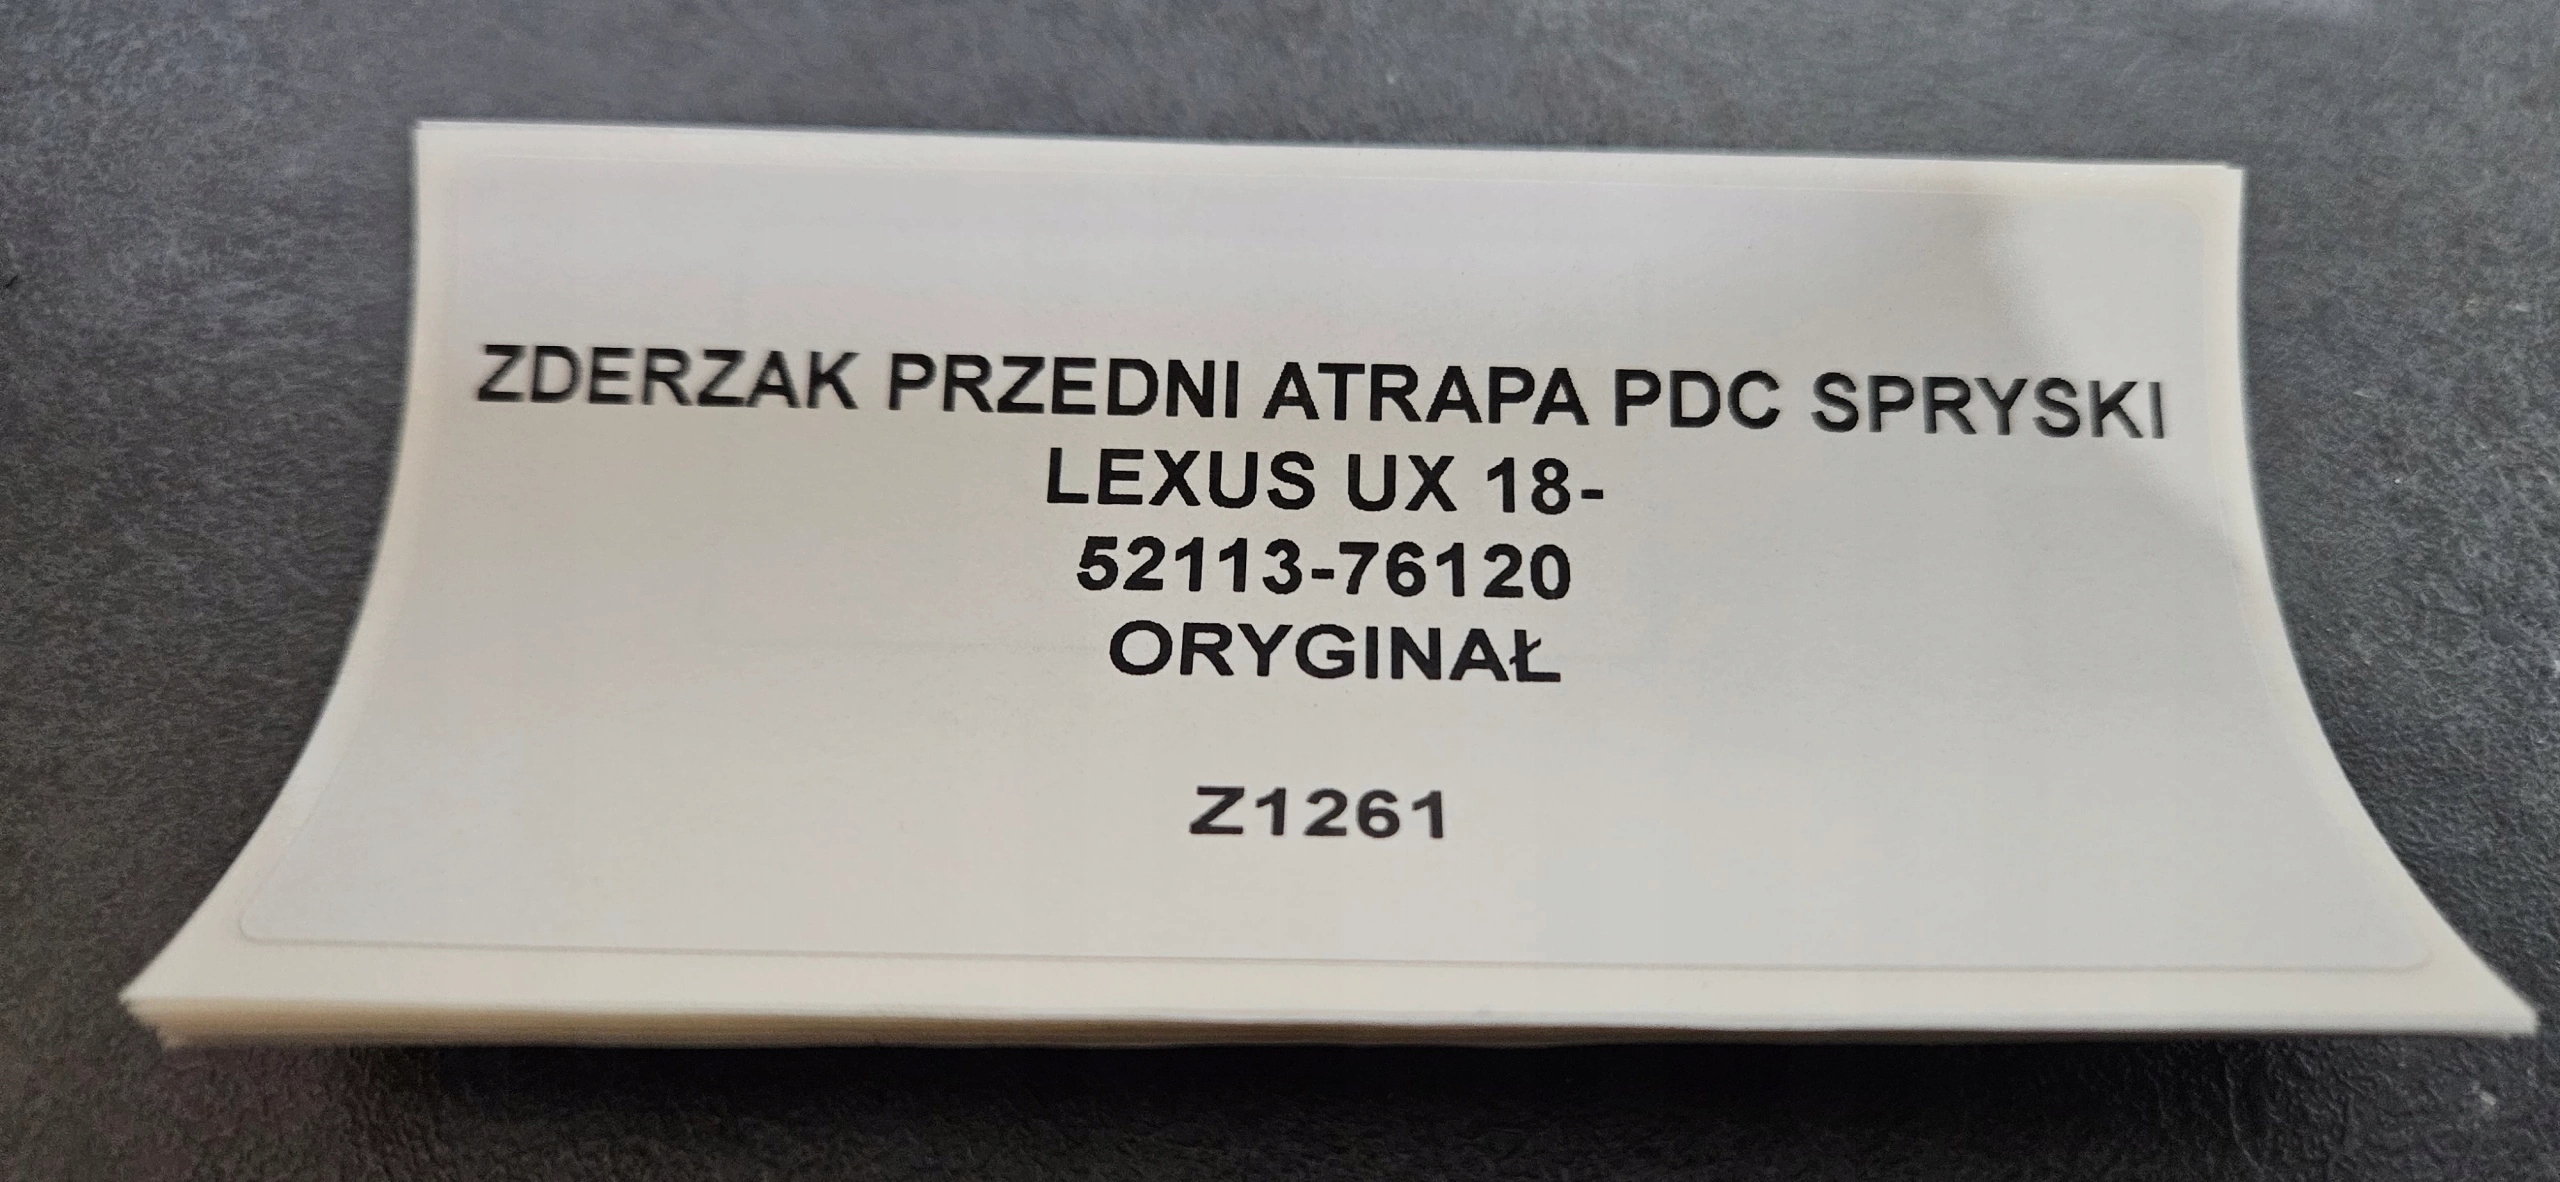 ZDERZAK PRZEDNI ATRAPA PDC SPRYSKI
LEXUS UX 18-
52113-76120
ORYGINAŁ
Z1261